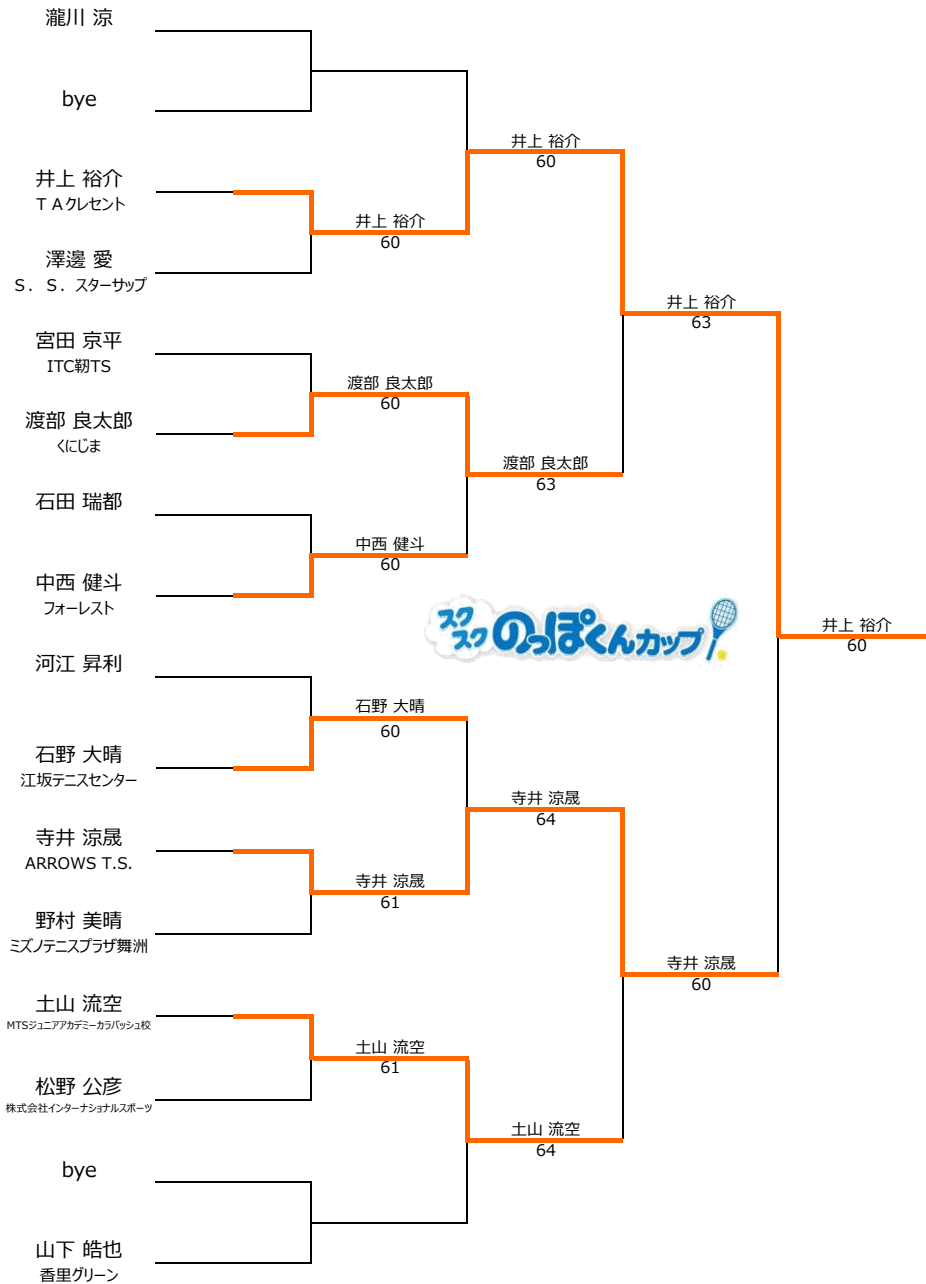 瀧川 涼
bye
井上 裕介
ＴＡクレセント
澤邊 愛
Ｓ．Ｓ．スターサップ
宮田 京平
ITC靭TS
渡部 良太郎
くにじま
石田 瑞都
中西 健斗
フォーレスト
河江 昇利
石野 大晴
江坂テニスセンター
寺井 涼晟
ARROWS T.S.
野村 美晴
ミズノテニスプラザ舞洲
土山 流空
MTSジュニアアカデミーカラバッシュ校
松野 公彦
株式会社インターナショナルスポーツ
bye
山下 皓也
香里グリーン
井上 裕介
60
渡部 良太郎
60
中西 健斗
60
石野 大晴
60
寺井 涼晟
61
土山 流空
61
井上 裕介
60
渡部 良太郎
63
寺井 涼晟
64
土山 流空
64
井上 裕介
63
寺井 涼晟
60
スクスク のっぽくんカップ
井上 裕介
60